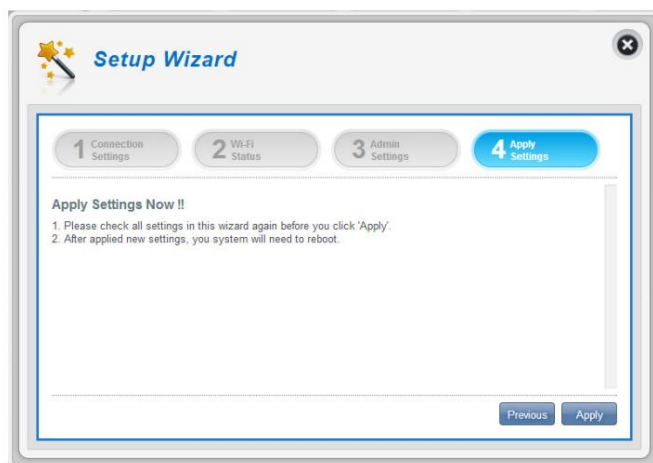 Setup Wizard
1 Connection Settings
2 Wi-Fi Status
3 Admin Settings
4 Apply Settings
Apply Settings Now !!
1. Please check all settings in this wizard again before you click 'Apply'.
2. After applied new settings, you system will need to reboot.
Previous Apply